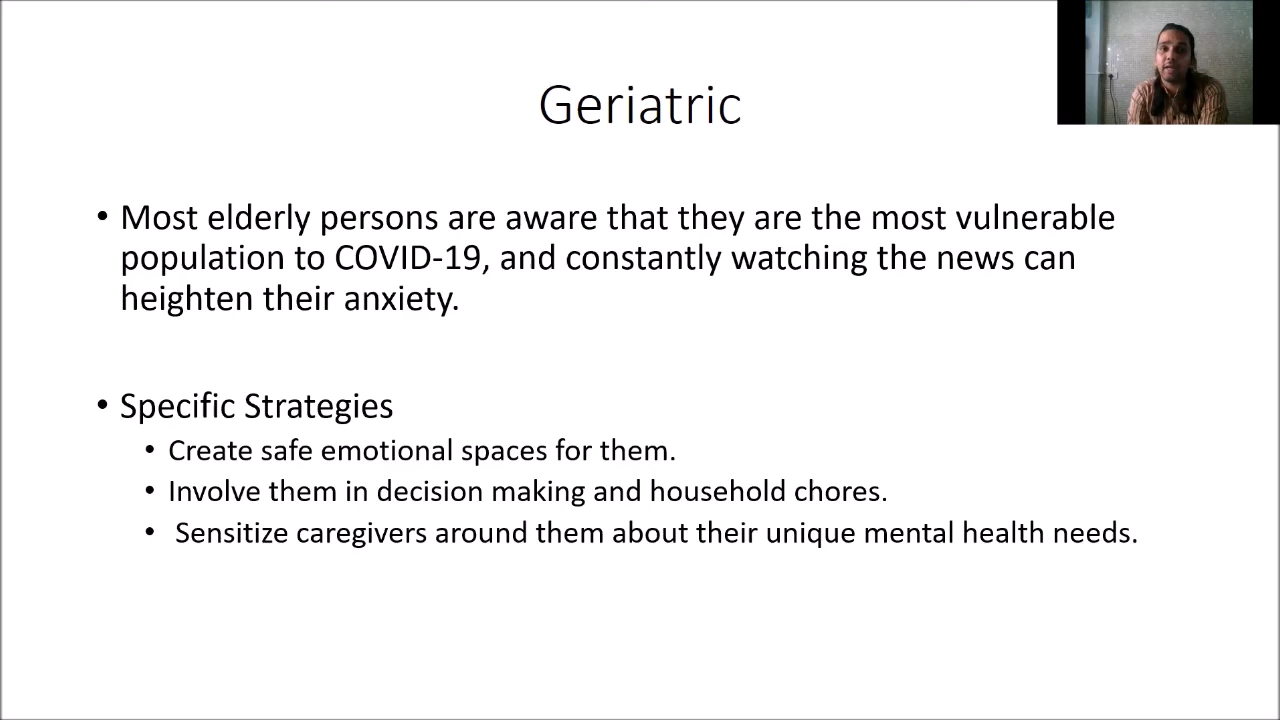 Geriatric
• Most elderly persons are aware that they are the most vulnerable
population to COVID-19, and constantly watching the news can
heighten their anxiety.
• Specific Strategies
• Create safe emotional spaces for them.
• Involve them in decision making and household chores.
• Sensitize caregivers around them about their unique mental health needs.